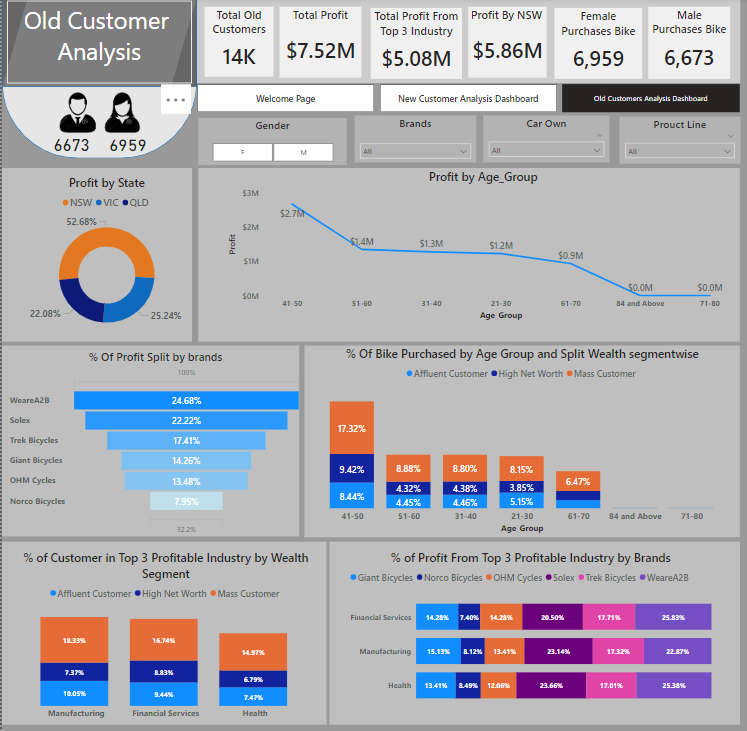 Old Customer
Analysis
Total Old
Customers
14K
Total Profit
$7.52M
Total Profit From
Top 3 Industry
$5.08M
Profit By NSW
$5.86M
Female
Purchases Bike
6,959
Male
Purchases Bike
6,673
6673 6959
Welcome Page
New Customer Analysis Dashboard
Old Customers Analysis Dashboard
Gender
F M
Brands
All
Car Own
All
Prouct Line
All
Profit by State
NSW VIC QLD
52.68%
22.08%
25.24%
Profit by Age_Group
Profit
$3M
$2M
$1M
$0M
$2.7M
$1.4M
$1.3M
$1.2M
$0.9M
$0.0M
$0.0M
41-50 51-60 31-40 21-30 61-70 84 and Above 71-80
Age Group
% Of Profit Split by brands
100%
WeareA2B 24.68%
Solex 22.22%
Trek Bicycles 17.41%
Giant Bicycles 14.26%
OHM Cycles 13.48%
Norco Bicycles 7.95%
32.2%
% Of Bike Purchased by Age Group and Split Wealth segmentwise
Affluent Customer High Net Worth Mass Customer
17.32%
9.42%
8.44%
8.88%
4.32%
4.45%
8.80%
4.38%
4.46%
8.15%
3.85%
5.15%
6.47%
41-50 51-60 31-40 21-30 61-70 84 and Above 71-80
Age Group
% of Customer in Top 3 Profitable Industry by Wealth
Segment
Affluent Customer High Net Worth Mass Customer
18.33%
7.37%
10.05%
16.74%
8.83%
9.44%
14.97%
6.79%
7.47%
Manufacturing Financial Services Health
% of Profit From Top 3 Profitable Industry by Brands
Giant Bicycles Norco Bicycles OHM Cycles Solex Trek Bicycles WeareA2B
Financial Services 14.28% 7.40% 14.28% 20.50% 17.71% 25.83%
Manufacturing 15.13% 8.12% 13.41% 23.14% 17.32% 22.87%
Health 13.41% 8.49% 12.06% 23.66% 17.01% 25.38%